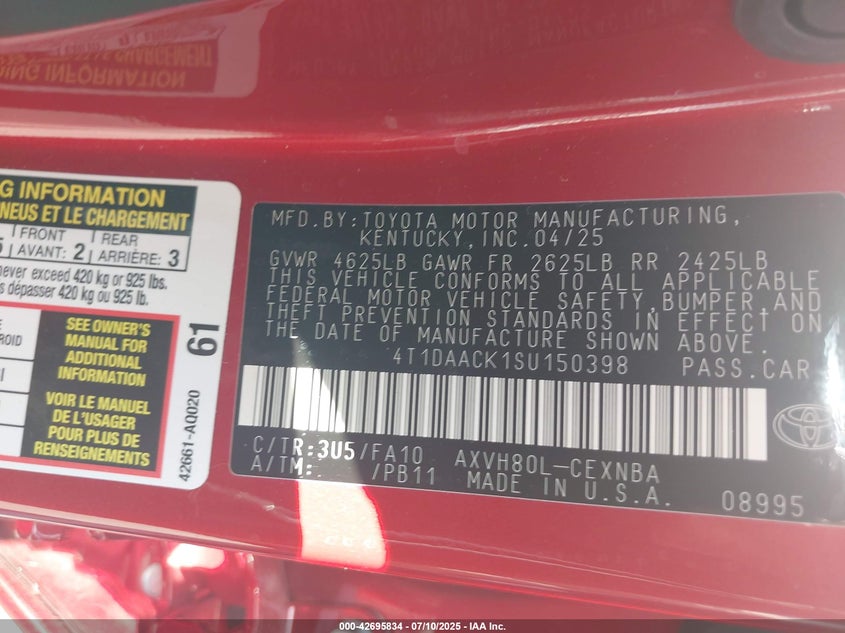 G INFORMATION
NEUS ET LE CHARGEMENT
5 FRONT AVANT: 2 REAR ARRIÈRE: 3
never exceed 420 kg or 925 lbs.
dépasser 420 kg ou 925 lb.
SEE OWNER'S
MANUAL FOR
ADDITIONAL
INFORMATION
VOIR LE MANUEL
DE L'USAGER
POUR PLUS DE
RENSEIGNEMENTS
61
42661-AQ020
MFD.BY:TOYOTA MOTOR MANUFACTURING,
KENTUCKY,INC.04/25
GVWR 4625LB GAWR FR 2625LB RR 2425LB
THIS VEHICLE CONFORMS TO ALL APPLICABLE
FEDERAL MOTOR VEHICLE SAFETY,BUMPER,AND
THEFT PREVENTION STANDARDS IN EFFECT ON
THE DATE OF MANUFACTURE SHOWN ABOVE.
4T1DAACK1SU150398 PASS.CAR
C/TR:3U5/FA10 AXVH80L-CEXNBA
A/TM: /PB11 MADE IN U.S.A.
08995
TOYOTA
000-42695834 - 07/10/2025 - IAA Inc.